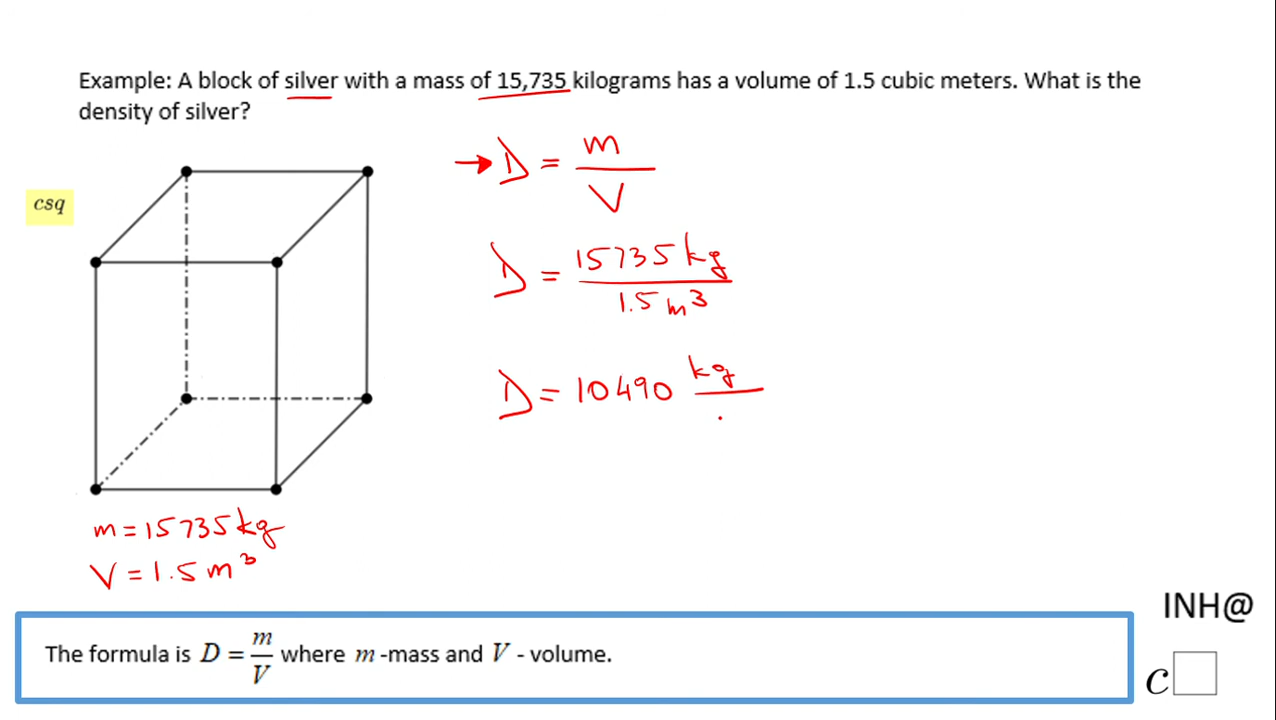 Example: A block of silver with a mass of 15,735 kilograms has a volume of 1.5 cubic meters. What is the
density of silver?
csq
→ D = m/V
D = 15735 kg/1.5 m³
D = 10490 kg/
m = 15735 kg
V = 1.5 m³
INH@
The formula is D = m/V where m -mass and V - volume.
c□